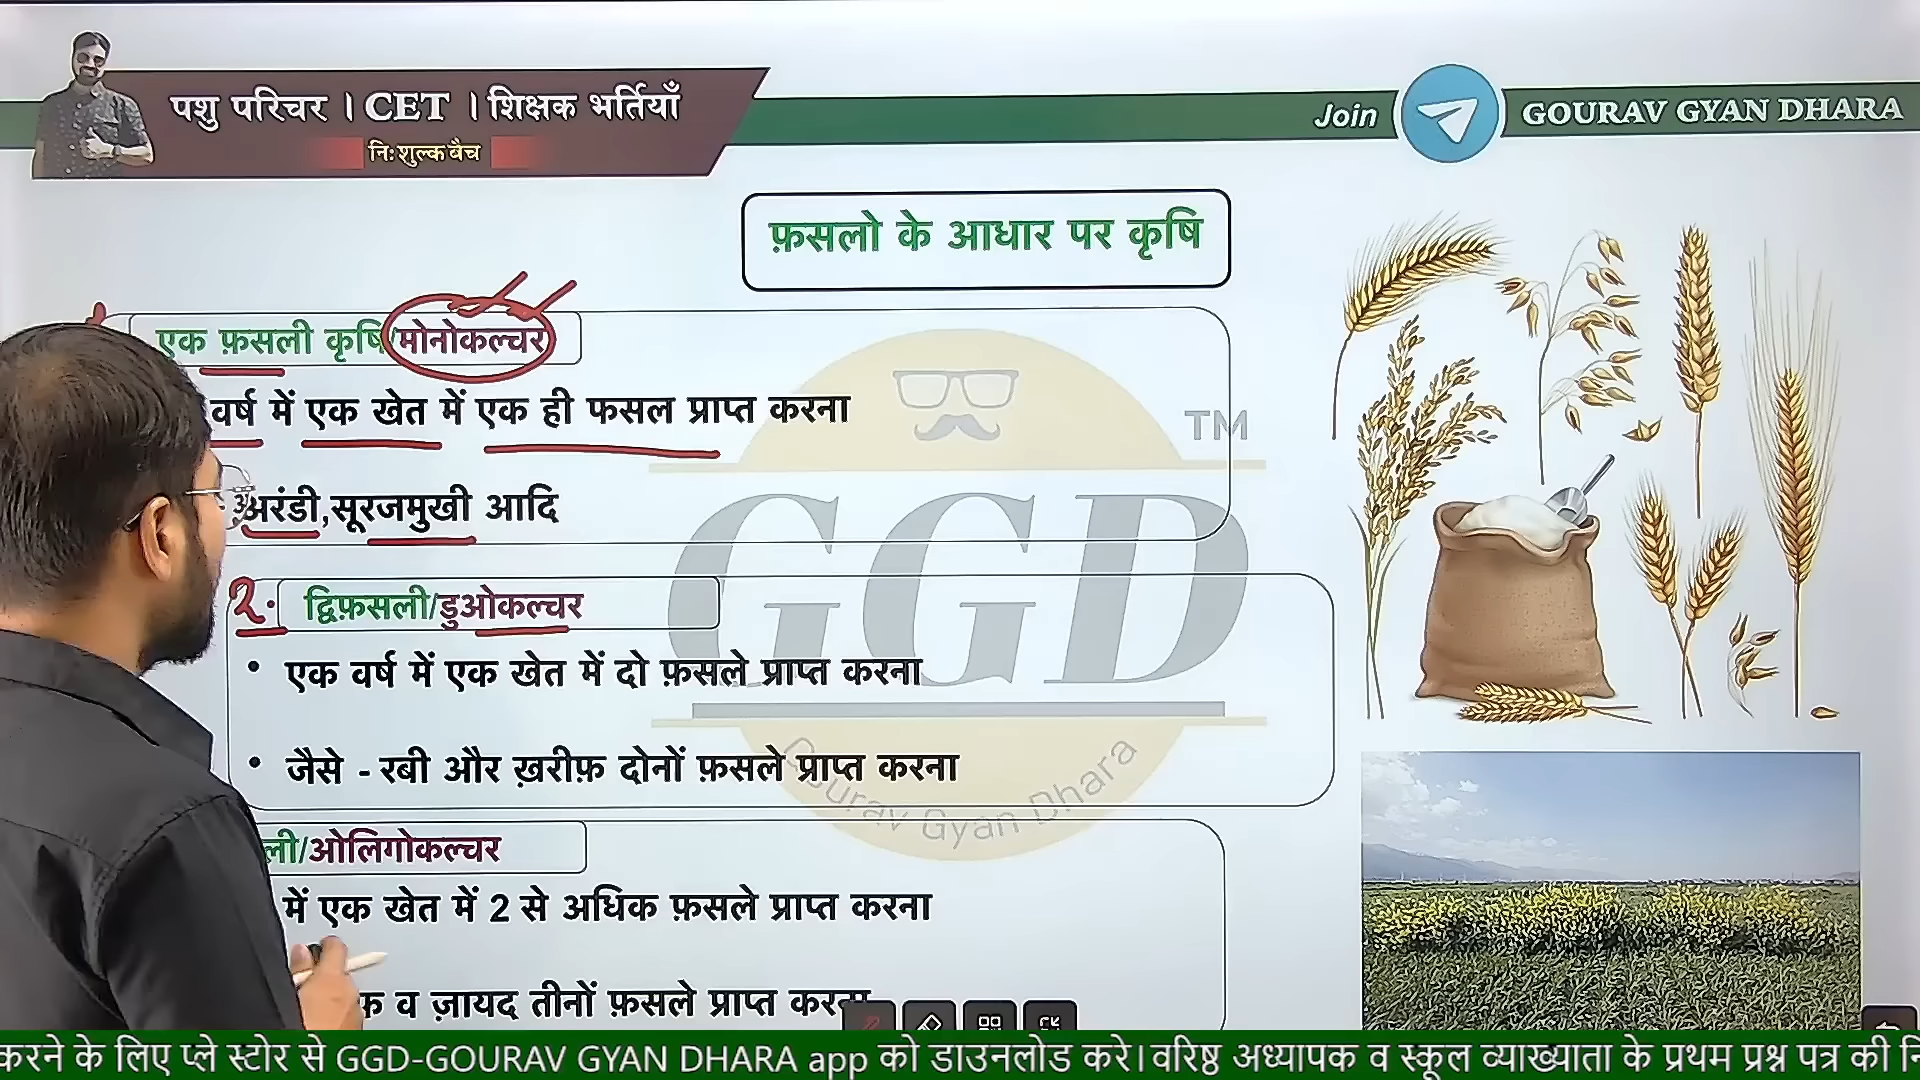 पशु परिचर । CET । शिक्षक भर्तियाँ
निःशुल्क बैच
Join GOURAV GYAN DHARA
फ़सलो के आधार पर कृषि
एक फ़सली कृषि/मोनोकल्चर
वर्ष में एक खेत में एक ही फसल प्राप्त करना
अरंडी,सूरजमुखी आदि
2. द्विफ़सली/डुओकल्चर
• एक वर्ष में एक खेत में दो फ़सले प्राप्त करना
• जैसे - रबी और ख़रीफ़ दोनों फ़सले प्राप्त करना
ली/ओलिगोकल्चर
में एक खेत में 2 से अधिक फ़सले प्राप्त करना
व ज़ायद तीनों फ़सले प्राप्त करना
TM
GGD
Gourav Gyan Dhara
करने के लिए प्ले स्टोर से GGD-GOURAV GYAN DHARA app को डाउनलोड करे। वरिष्ठ अध्यापक व स्कूल व्याख्याता के प्रथम प्रश्न पत्र की नि